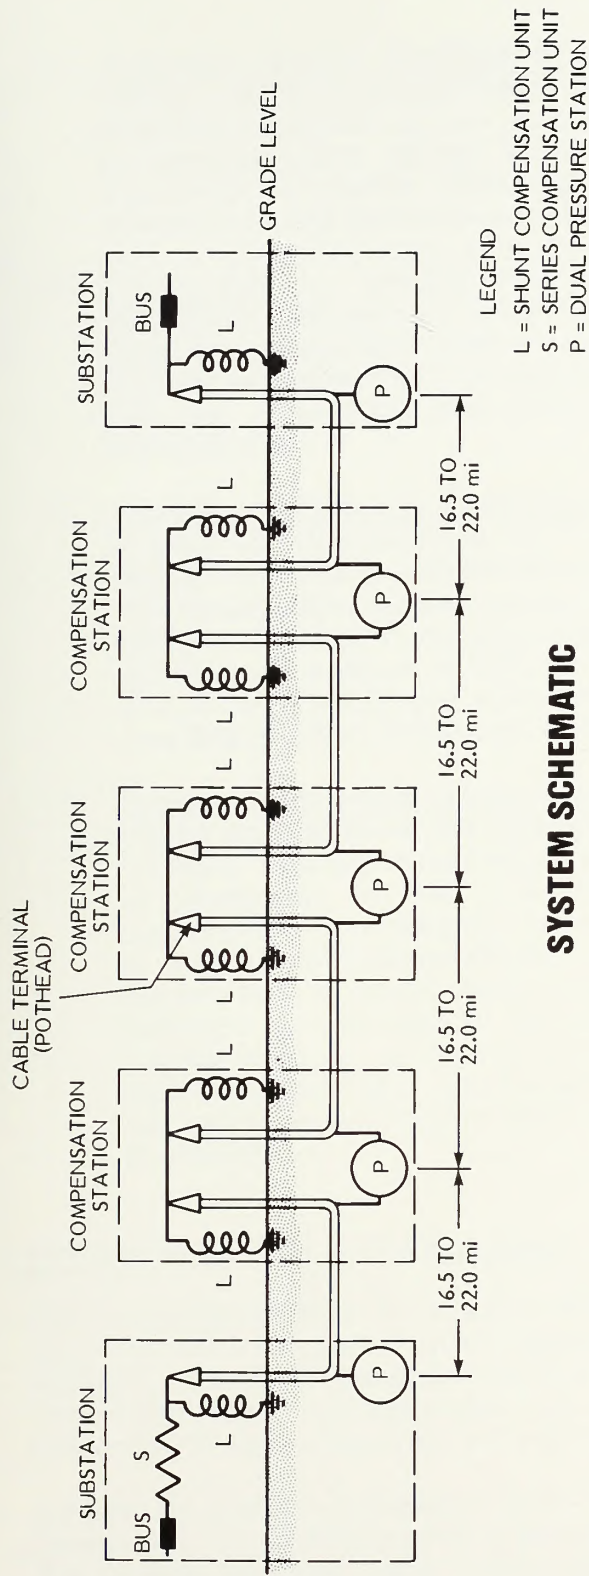 CABLE TERMINAL
(POTHEAD)
SUBSTATION
COMPENSATION
STATION
COMPENSATION
STATION
COMPENSATION
STATION
SUBSTATION
BUS
S
L
L
L
L
L
L
L
L
BUS
GRADE LEVEL
P
P
P
P
P
16.5 TO
22.0 mi
16.5 TO
22.0 mi
16.5 TO
22.0 mi
16.5 TO
22.0 mi
LEGEND
L = SHUNT COMPENSATION UNIT
S = SERIES COMPENSATION UNIT
P = DUAL PRESSURE STATION
SYSTEM SCHEMATIC